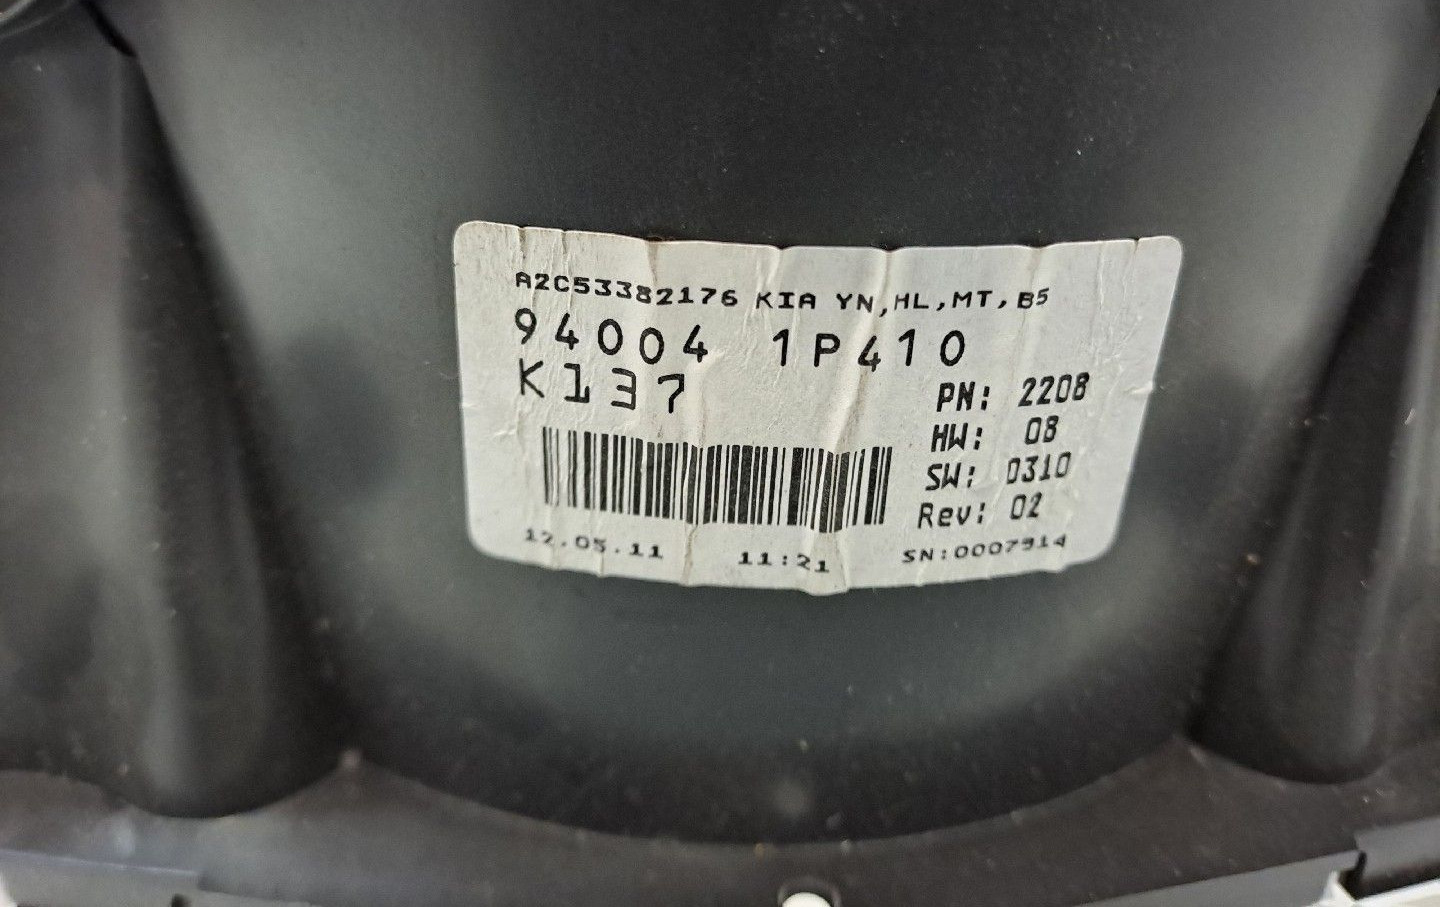 A2C53382176 KIA YN,HL,MT,B5
94004 1P410
K137
PN: 2208
HW: 08
SW: 0310
Rev: 02
12.05.11 11:21 SN:0007914